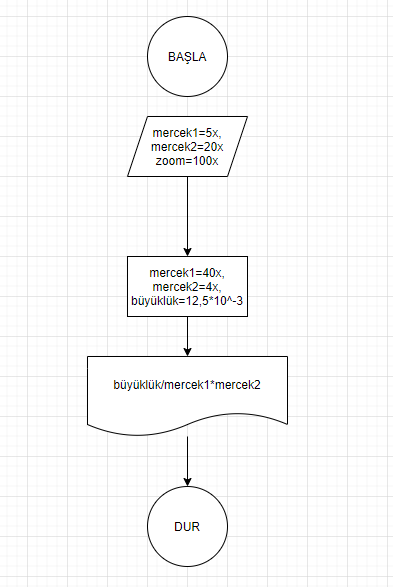 BAŞLA
mercek1=5x,
mercek2=20x
zoom=100x
mercek1=40x,
mercek2=4x,
büyüklük=12,5*10^-3
büyüklük/mercek1*mercek2
DUR